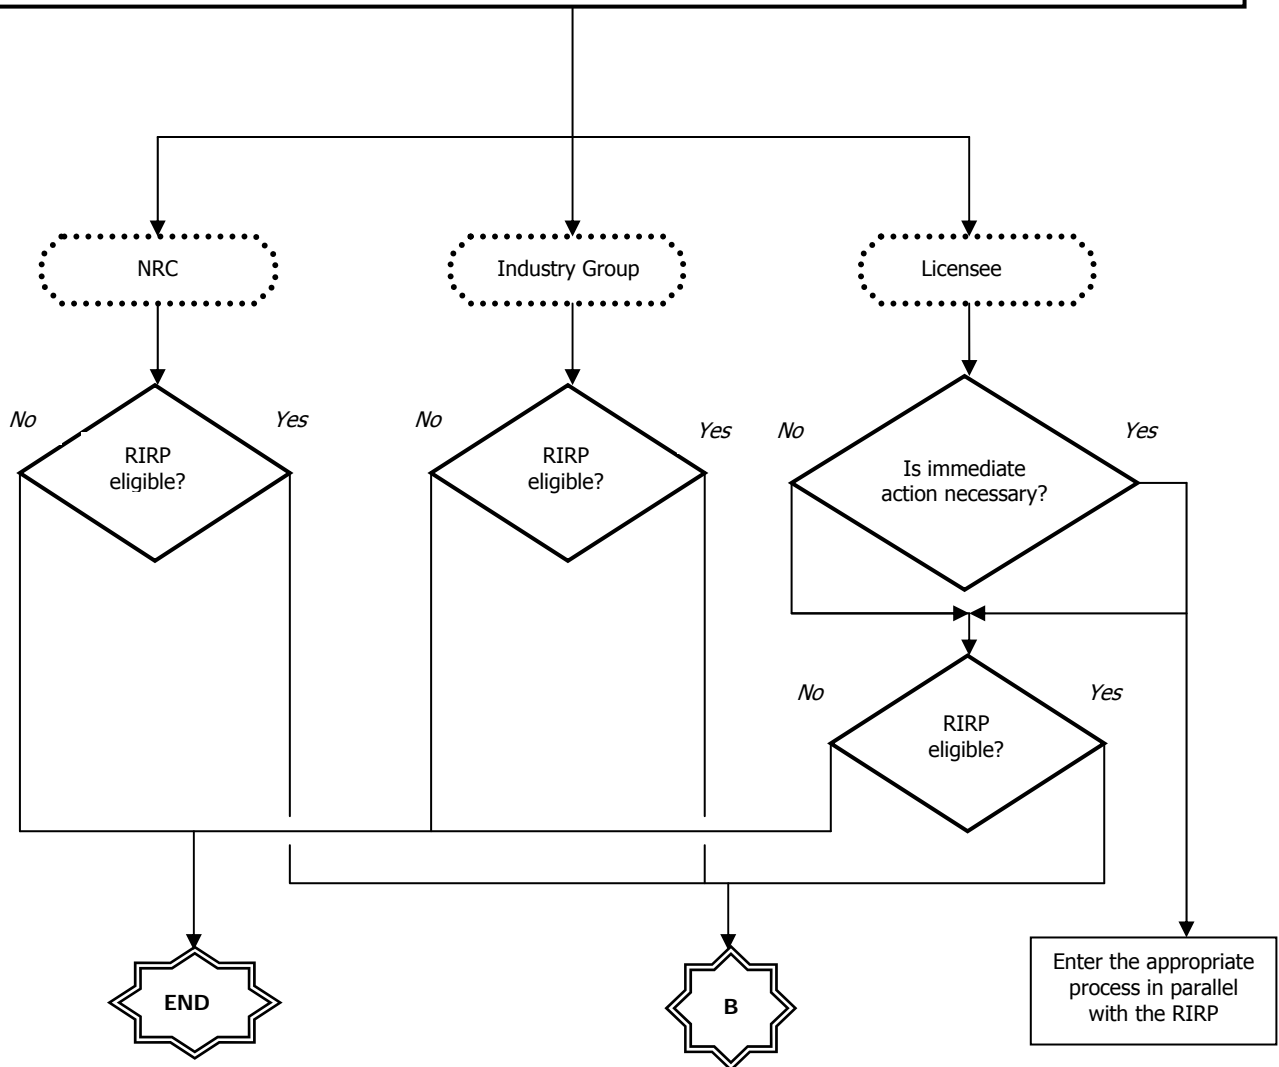 NRC
Industry Group
Licensee
No
Yes
RIRP
eligible?
No
Yes
RIRP
eligible?
No
Yes
Is immediate
action necessary?
No
Yes
RIRP
eligible?
END
B
Enter the appropriate
process in parallel
with the RIRP